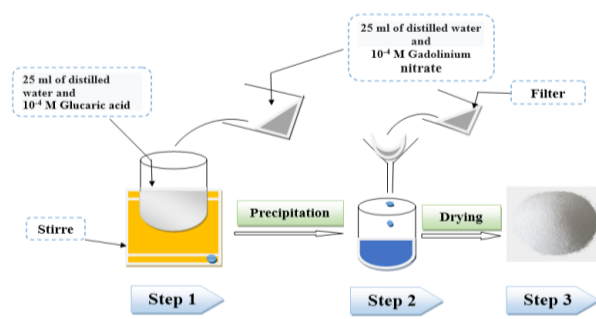 25 ml of distilled water
and
10-4 M Gadolinium
nitrate
25 ml of distilled
water and
10-4 M Glucaric acid
Filter
Stirre
Precipitation
Drying
Step 1
Step 2
Step 3